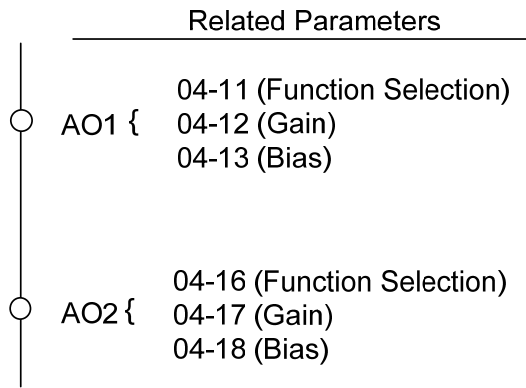 Related Parameters
04-11 (Function Selection)
AO1 { 04-12 (Gain)
04-13 (Bias)
04-16 (Function Selection)
AO2 { 04-17 (Gain)
04-18 (Bias)